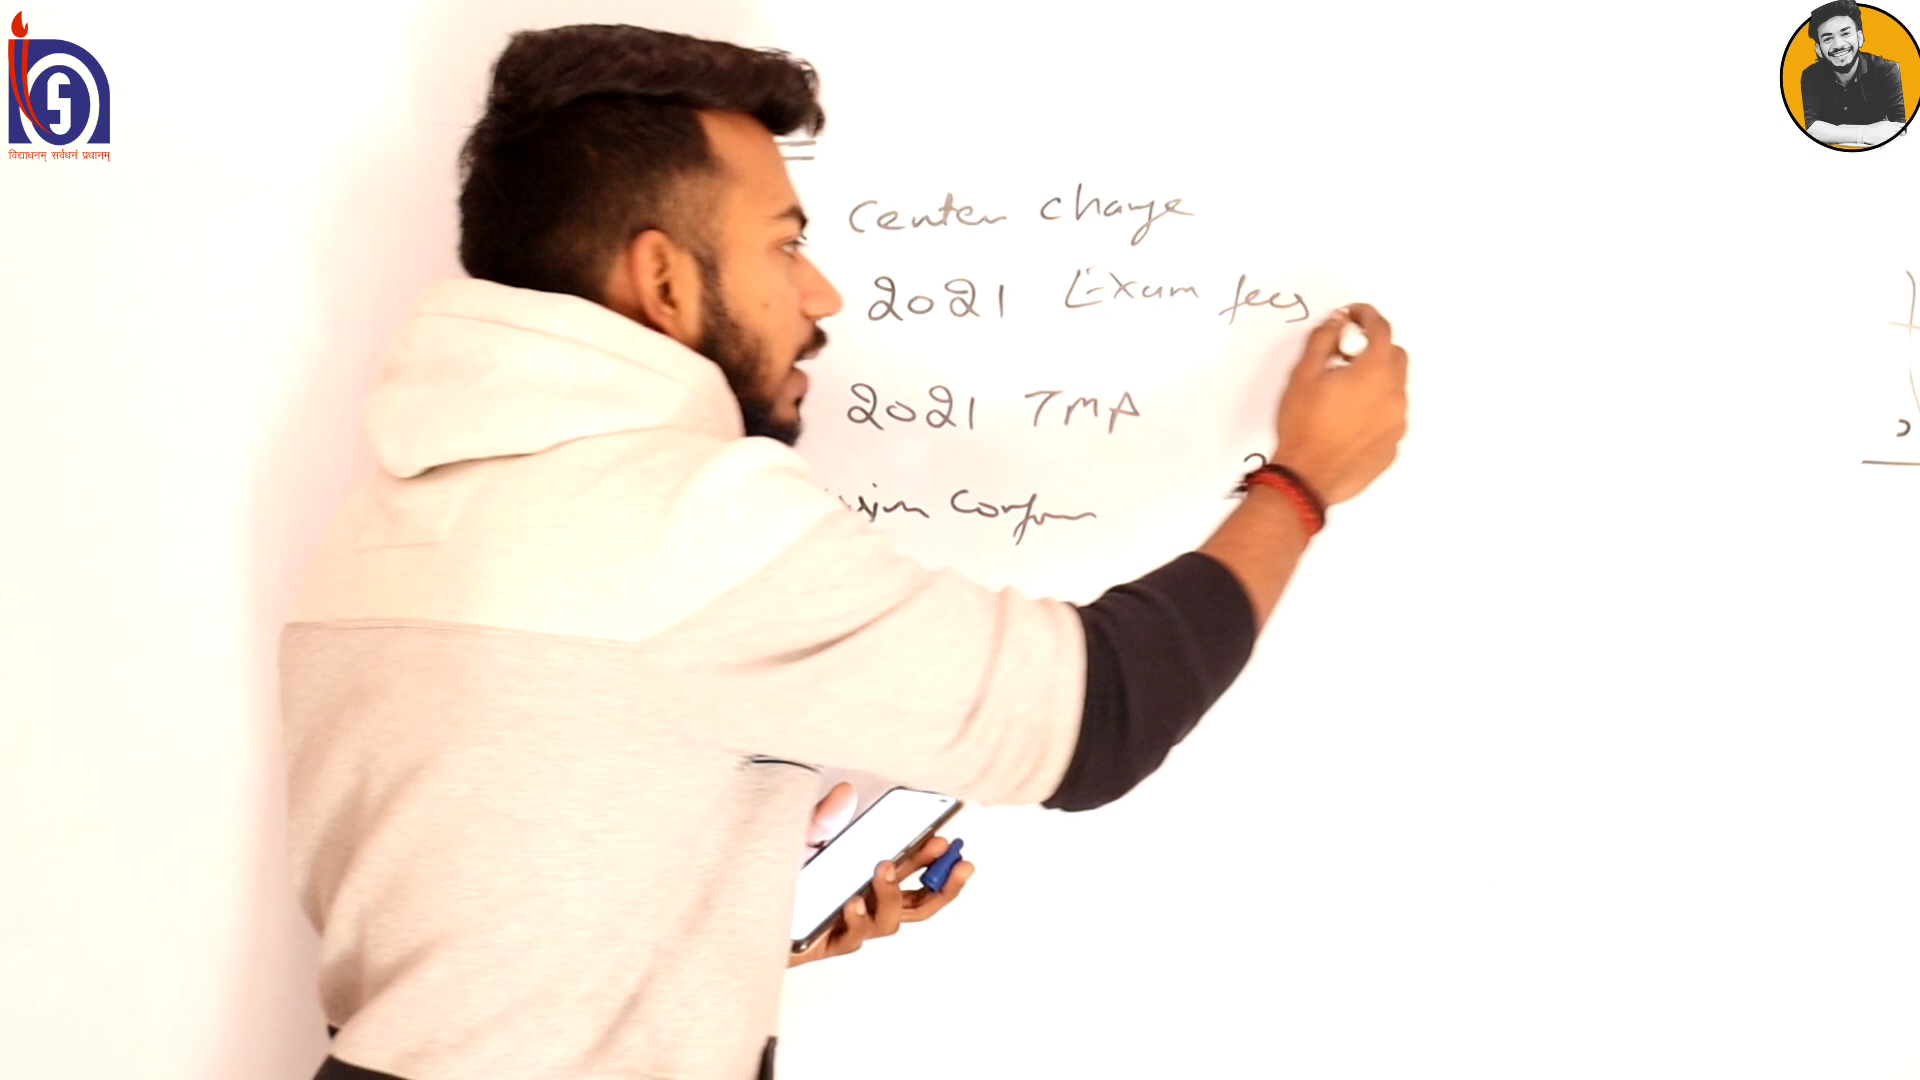 विद्याधनम् सर्वधनं प्रधानम्
Center change
2021 Exam fees
2021 TMA